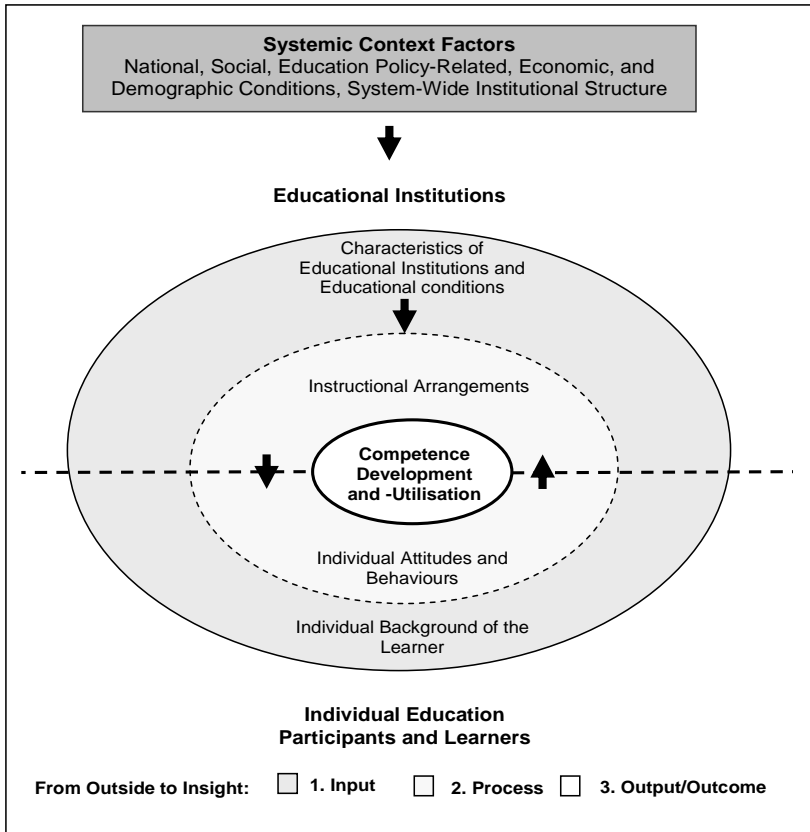 Systemic Context Factors
National, Social, Education Policy-Related, Economic, and
Demographic Conditions, System-Wide Institutional Structure
Educational Institutions
Characteristics of
Educational Institutions and
Educational conditions
Instructional Arrangements
Competence
Development
and -Utilisation
Individual Attitudes and
Behaviours
Individual Background of the
Learner
Individual Education
Participants and Learners
From Outside to Insight: 1. Input 2. Process 3. Output/Outcome